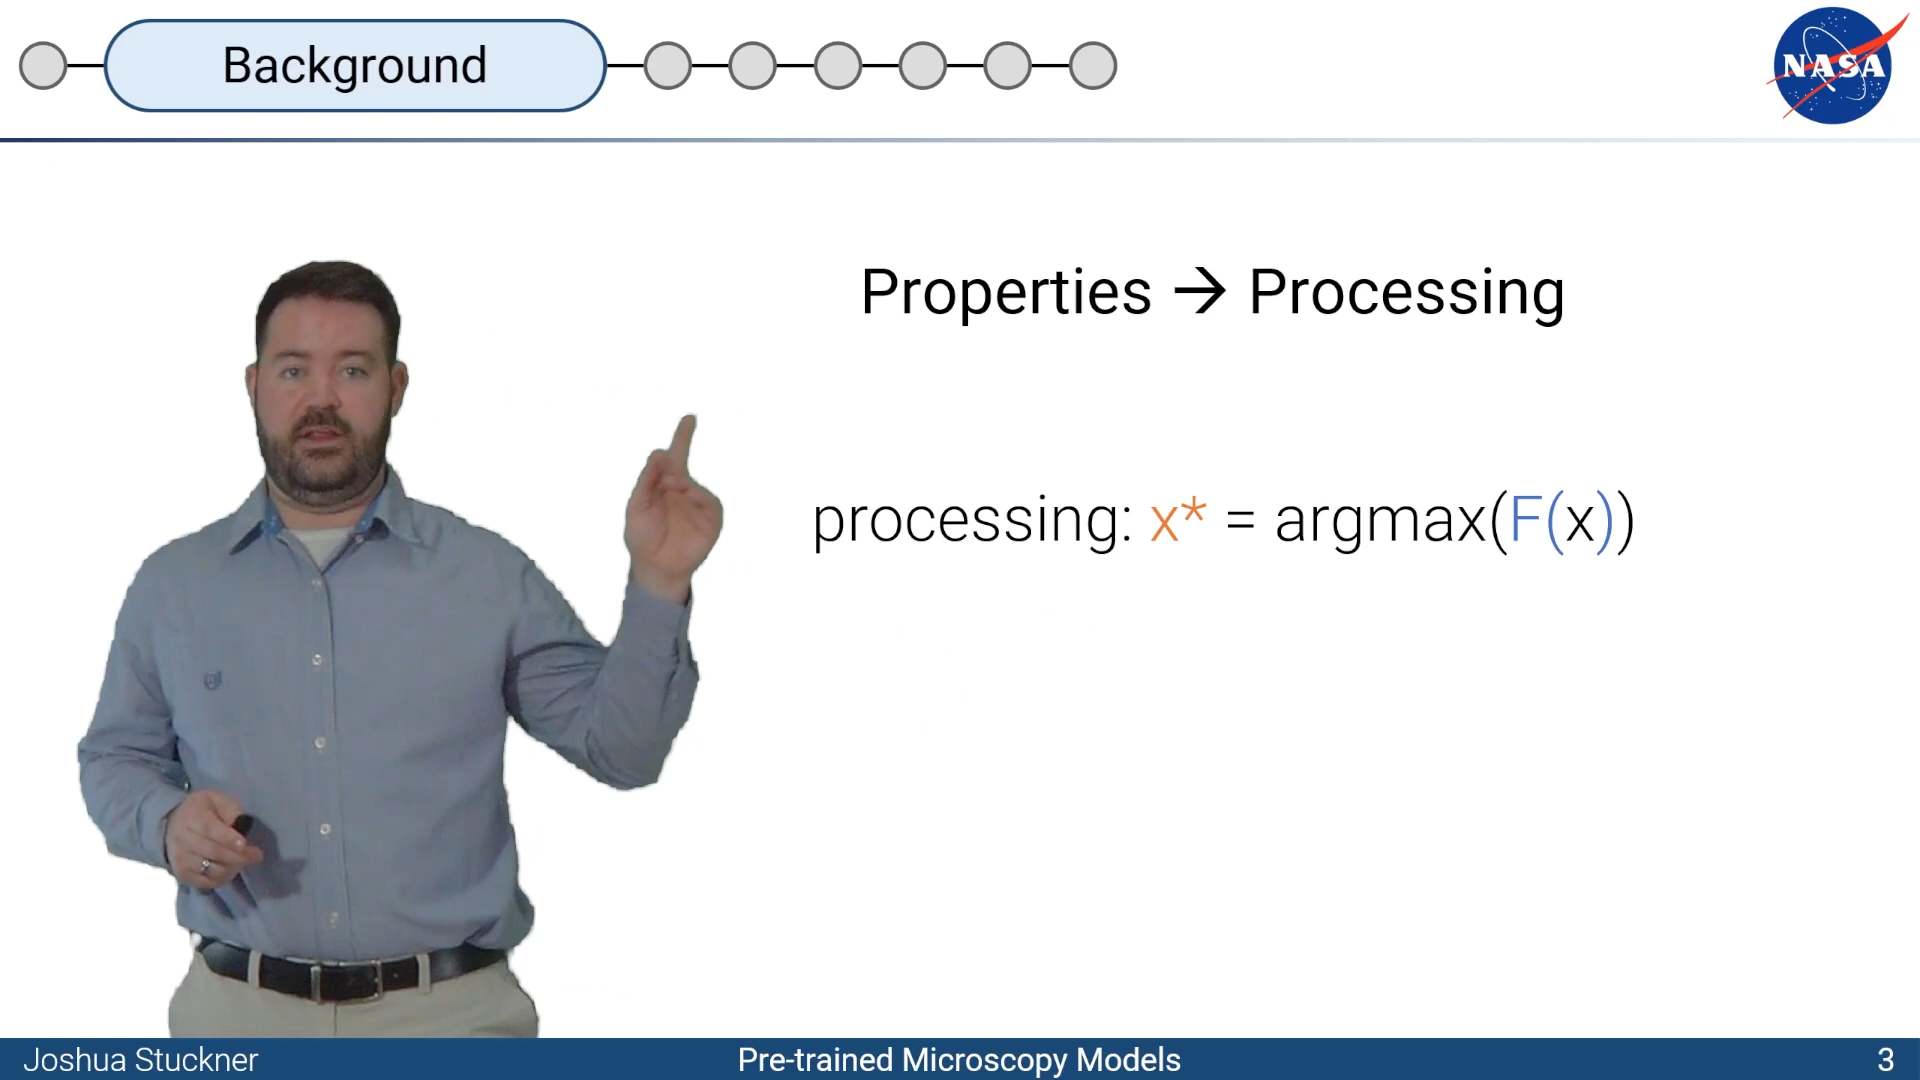 Background
NASA
Properties → Processing
processing: x* = argmax(F(x))
Joshua Stuckner
Pre-trained Microscopy Models
3